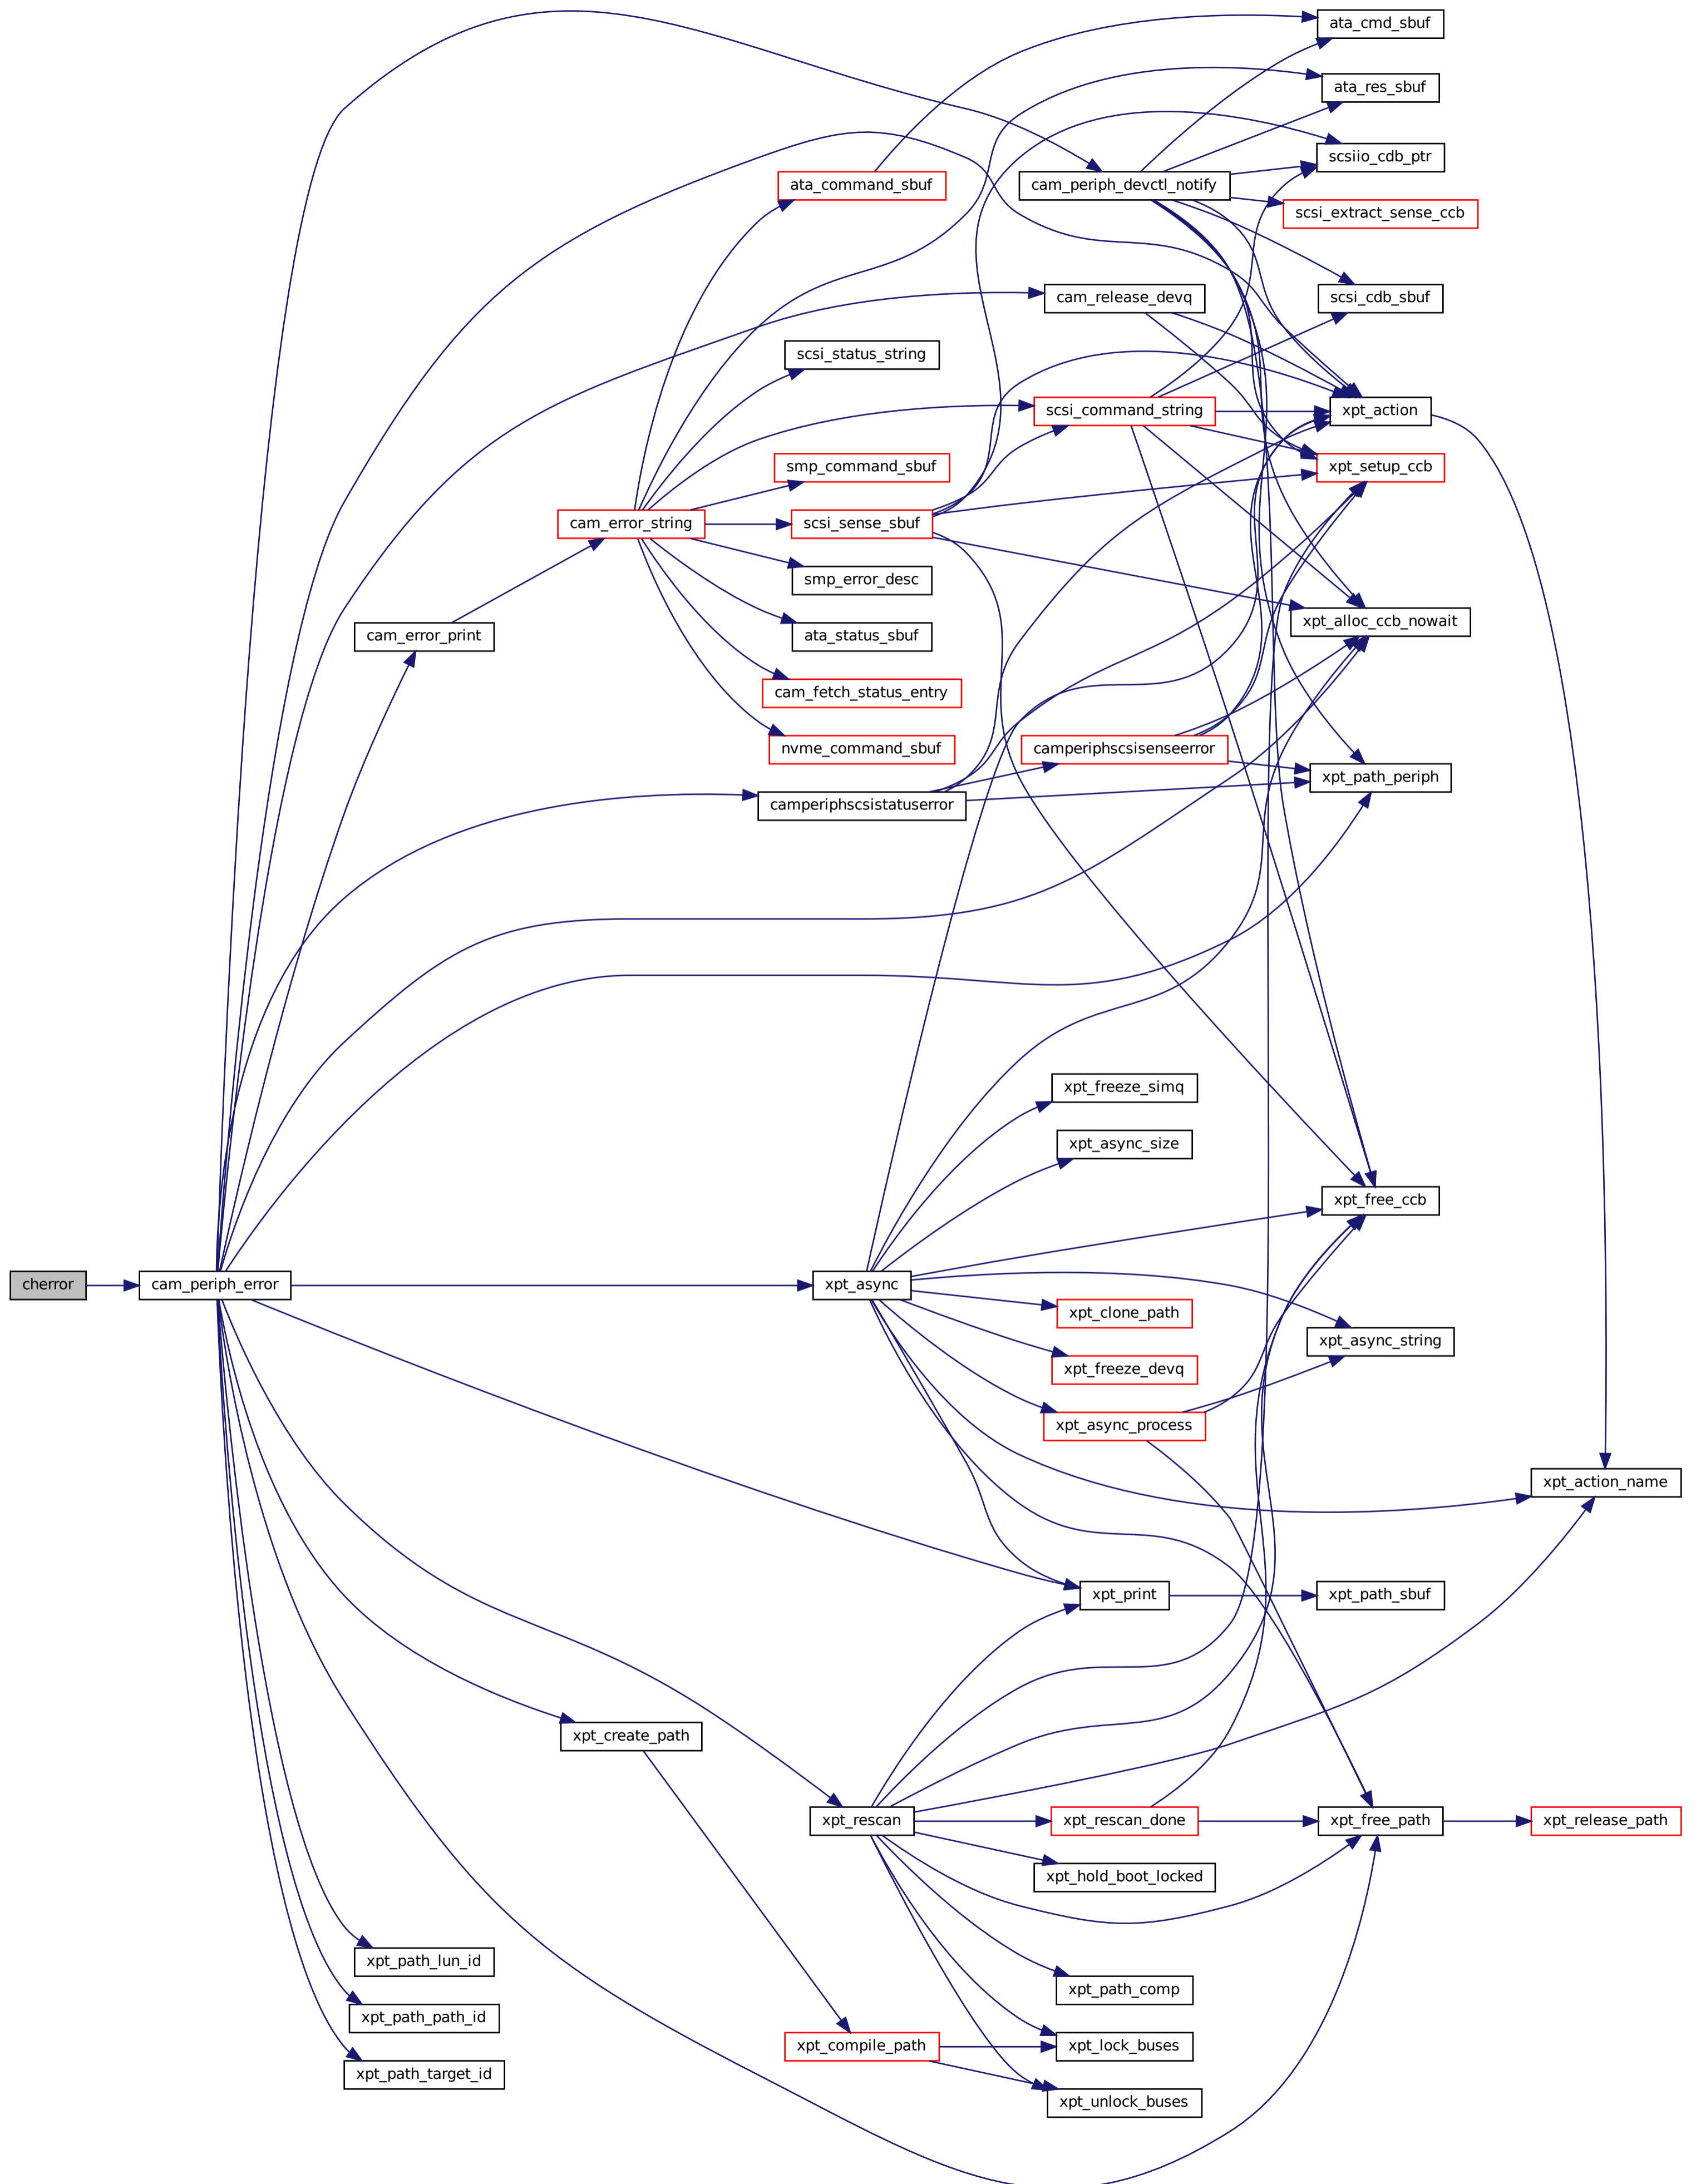 ata_cmd_sbuf
ata_res_sbuf
scsiio_cdb_ptr
ata_command_sbuf
cam_periph_devctl_notify
scsi_extract_sense_ccb
cam_release_devq
scsi_cdb_sbuf
scsi_status_string
scsi_command_string
xpt_action
smp_command_sbuf
xpt_setup_ccb
cam_error_string
scsi_sense_sbuf
smp_error_desc
xpt_alloc_ccb_nowait
cam_error_print
ata_status_sbuf
cam_fetch_status_entry
nvme_command_sbuf
camperiphscsisenseerror
xpt_path_periph
camperiphscsistatuserror
xpt_freeze_simq
xpt_async_size
xpt_free_ccb
cherror
cam_periph_error
xpt_async
xpt_clone_path
xpt_async_string
xpt_freeze_devq
xpt_async_process
xpt_action_name
xpt_print
xpt_path_sbuf
xpt_create_path
xpt_rescan
xpt_rescan_done
xpt_free_path
xpt_release_path
xpt_hold_boot_locked
xpt_path_lun_id
xpt_path_comp
xpt_path_path_id
xpt_compile_path
xpt_lock_buses
xpt_path_target_id
xpt_unlock_buses